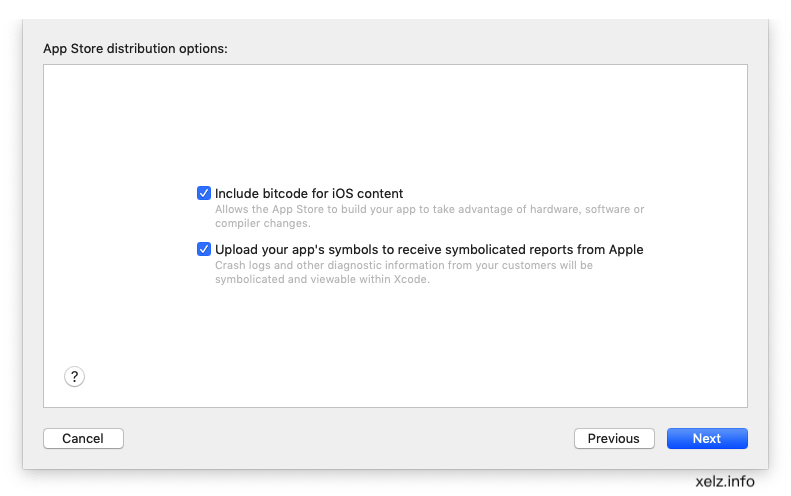 App Store distribution options:
Include bitcode for iOS content
Allows the App Store to build your app to take advantage of hardware, software or
compiler changes.
Upload your app's symbols to receive symbolicated reports from Apple
Crash logs and other diagnostic information from your customers will be
symbolicated and viewable within Xcode.
?
Cancel
Previous
Next
xelz.info